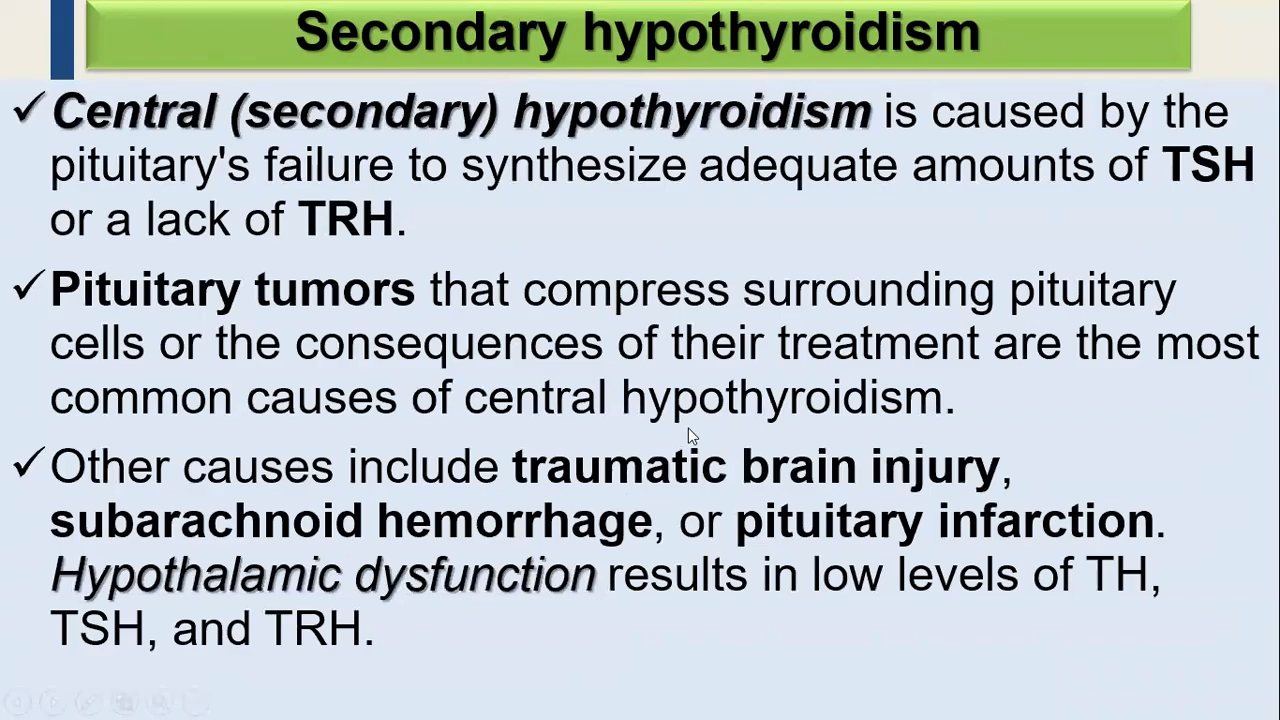 Secondary hypothyroidism
✓Central (secondary) hypothyroidism is caused by the
pituitary's failure to synthesize adequate amounts of TSH
or a lack of TRH.
✓Pituitary tumors that compress surrounding pituitary
cells or the consequences of their treatment are the most
common causes of central hypothyroidism.
✓Other causes include traumatic brain injury,
subarachnoid hemorrhage, or pituitary infarction.
Hypothalamic dysfunction results in low levels of TH,
TSH, and TRH.